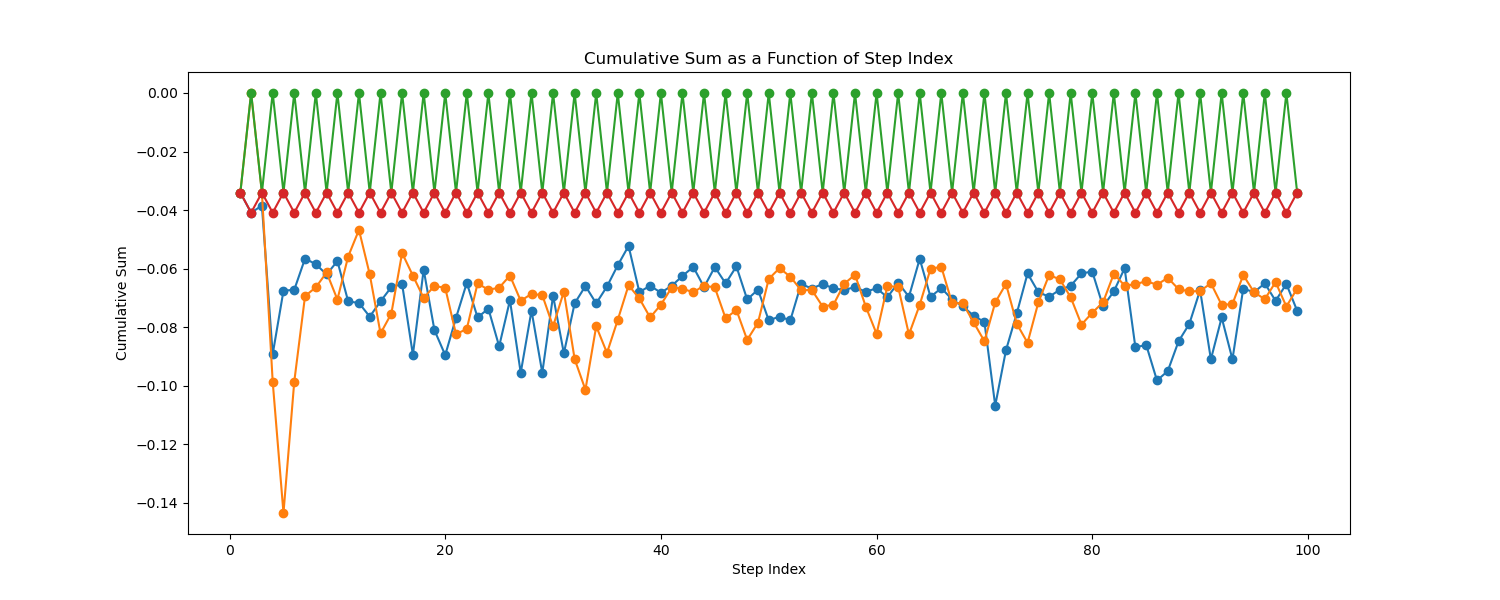 Cumulative Sum as a Function of Step Index
0.00
−0.02
−0.04
−0.06
−0.08
−0.10
−0.12
−0.14
Cumulative Sum
0 20 40 60 80 100
Step Index